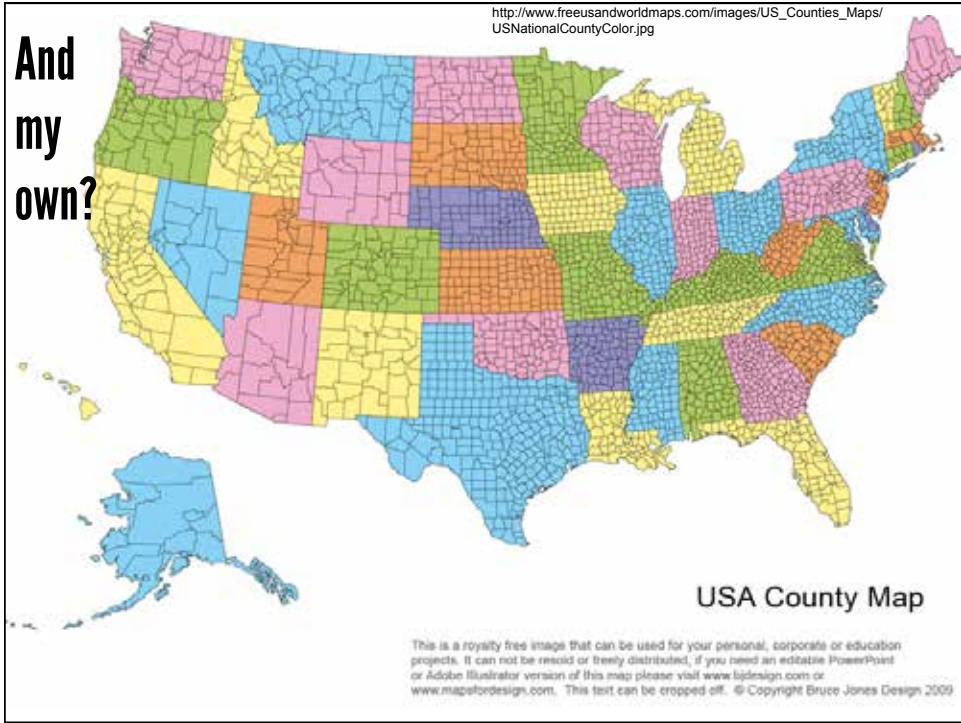 http://www.freeusandworldmaps.com/images/US_Counties_Maps/
USNationalCountyColor.jpg
And
my
own?
USA County Map
This is a royalty free image that can be used for your personal, corporate or education
projects. It can not be resold or freely distributed, if you need an editable PowerPoint
or Adobe Illustrator version of this map please visit www.bjdesign.com or
www.mapsfordesign.com. This text can be cropped off. © Copyright Bruce Jones Design 2009